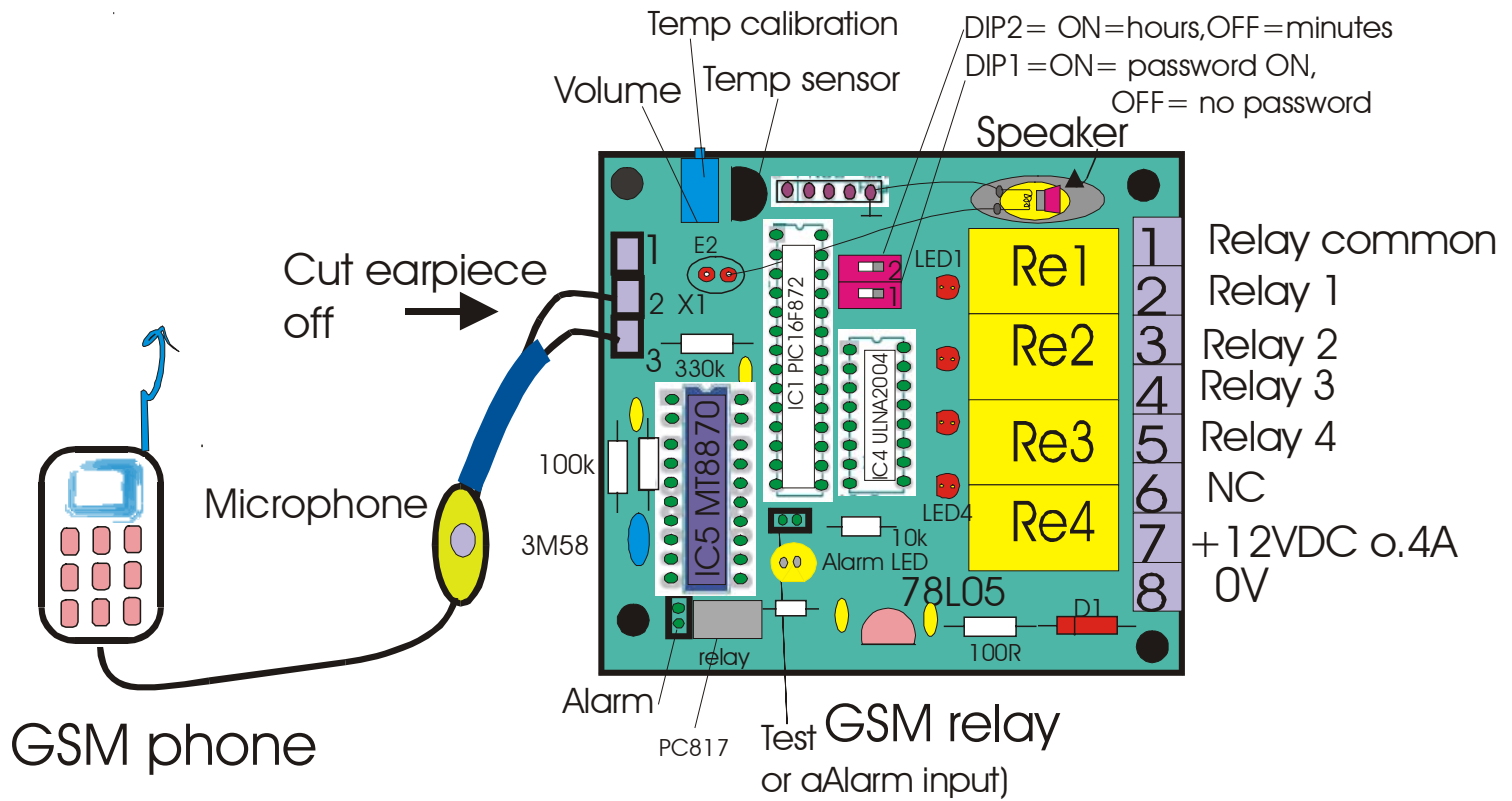 Temp calibration
DIP2= ON=hours,OFF=minutes
Volume
Temp sensor
DIP1=ON= password ON,
OFF= no password
Speaker
1
E2
2
LED1
Re1
1
Relay common
Cut earpiece
off
2
X1
1
2
Relay 1
3
330k
IC1 PIC16F872
Re2
3
Relay 2
4
Relay 3
100k
IC5 MT8870
IC4 ULNA2004
Re3
5
Relay 4
Microphone
LED4
6
NC
3M58
10k
Re4
7
+12VDC o.4A
Alarm LED
78L05
8
0V
D1
relay
100R
Alarm
PC817
Test
GSM relay
or aAlarm input)
GSM phone